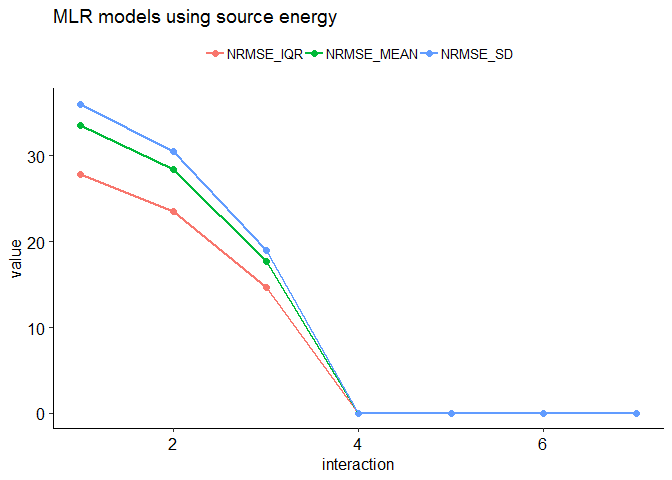 MLR models using source energy
NRMSE_IQR NRMSE_MEAN NRMSE_SD
30
20
10
0
value
2 4 6
interaction